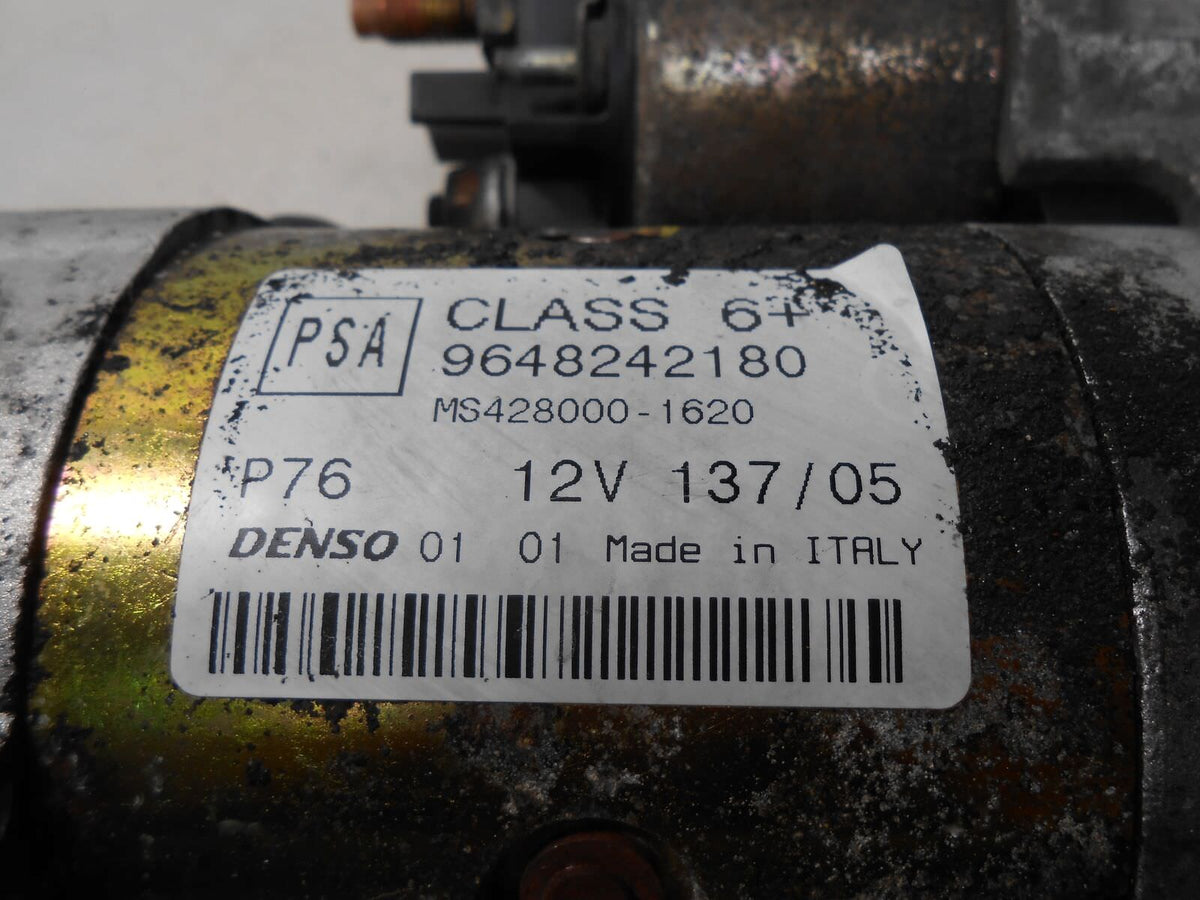 PSA CLASS 6+
9648242180
MS428000-1620
P76 12V 137/05
DENSO 01 01 Made in ITALY